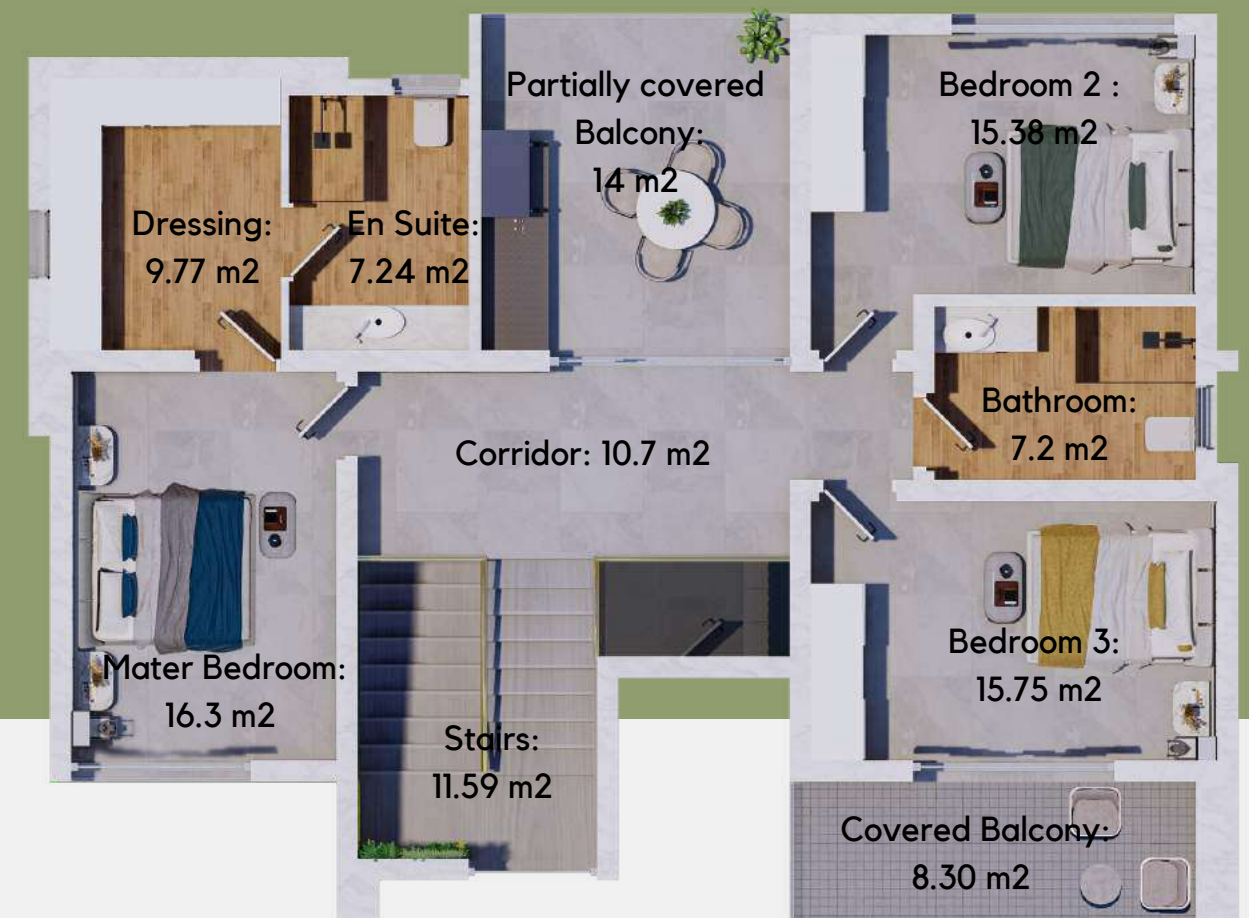 Partially covered
Balcony:
14 m2
Bedroom 2 :
15.38 m2
Dressing:
9.77 m2
En Suite:
7.24 m2
Bathroom:
7.2 m2
Corridor: 10.7 m2
Mater Bedroom:
16.3 m2
Bedroom 3:
15.75 m2
Stairs:
11.59 m2
Covered Balcony:
8.30 m2